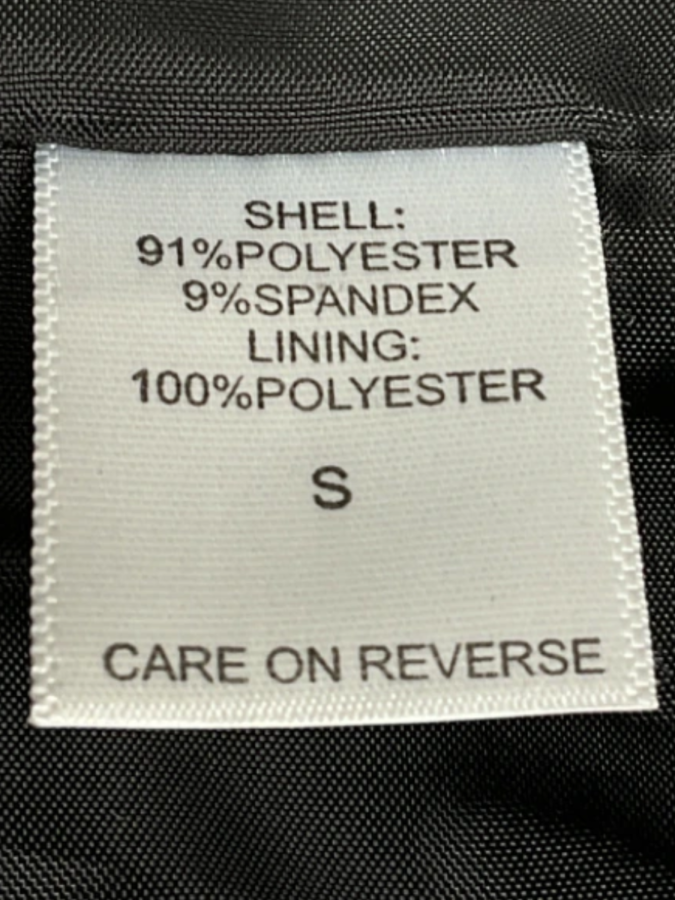 SHELL:
91%POLYESTER
9%SPANDEX
LINING:
100%POLYESTER
S
CARE ON REVERSE